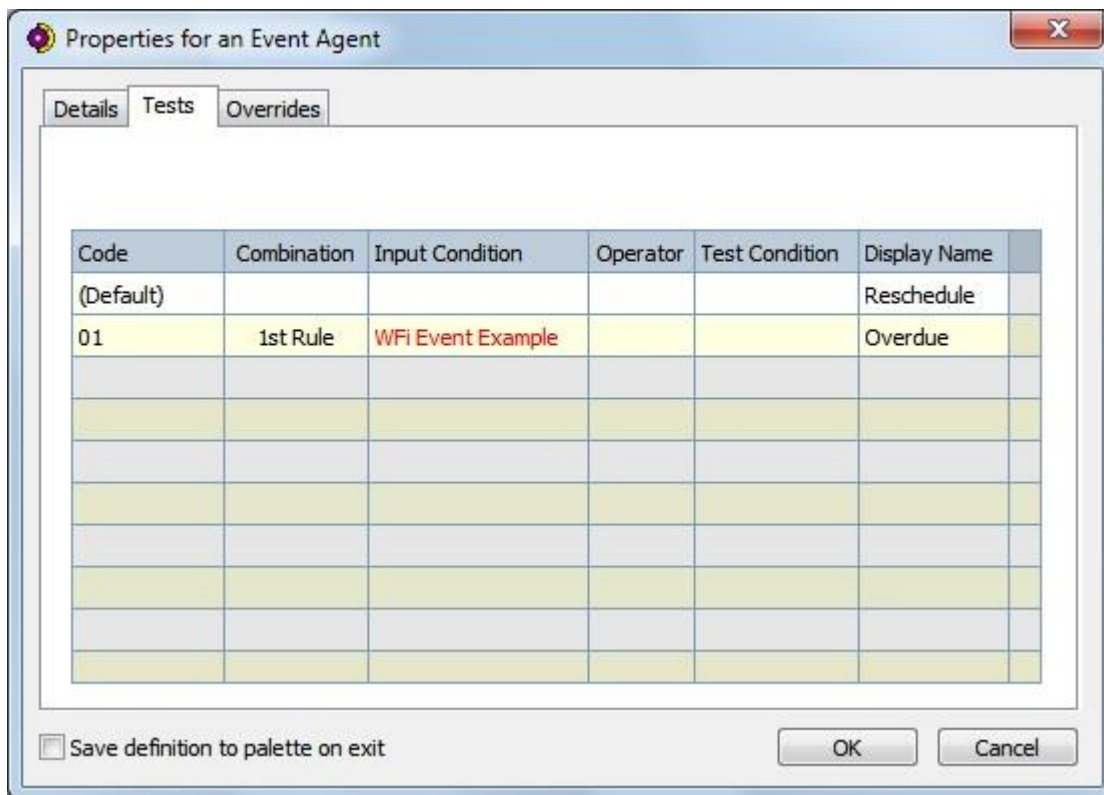 Properties for an Event Agent
Details Tests Overrides
Code Combination Input Condition Operator Test Condition Display Name
(Default) Reschedule
01 1st Rule WFi Event Example Overdue
Save definition to palette on exit OK Cancel